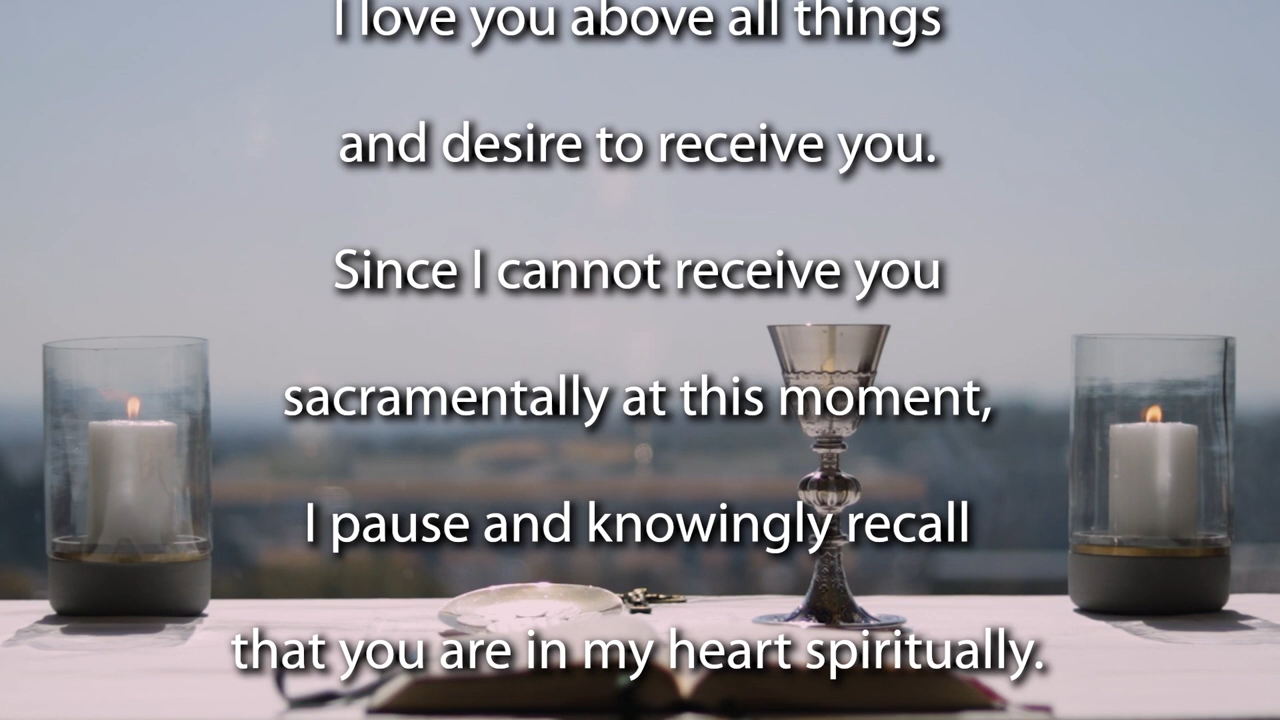 I love you above all things
and desire to receive you.
Since I cannot receive you
sacramentally at this moment,
I pause and knowingly recall
that you are in my heart spiritually.